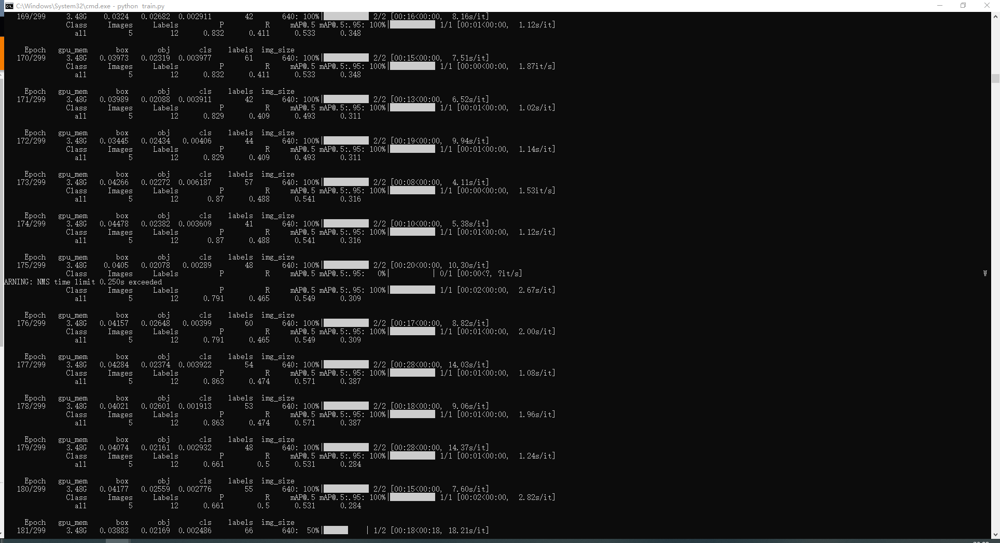 C:\Windows\System32\cmd.exe - python  train.py
169/299 3.48G 0.0324 0.02682 0.002911 42 640: 100%| 2/2 [00:16<00:00, 8.16s/it]
Class Images Labels P R mAP@.5 mAP@.5:.95: 100%| 1/1 [00:01<00:00, 1.12s/it]
all 5 12 0.832 0.411 0.533 0.348
Epoch gpu_mem box obj cls labels img_size
170/299 3.48G 0.03973 0.02319 0.003977 61 640: 100%| 2/2 [00:15<00:00, 7.51s/it]
Class Images Labels P R mAP@.5 mAP@.5:.95: 100%| 1/1 [00:00<00:00, 1.87it/s]
all 5 12 0.832 0.411 0.533 0.348
Epoch gpu_mem box obj cls labels img_size
171/299 3.48G 0.03989 0.02088 0.003911 42 640: 100%| 2/2 [00:13<00:00, 6.52s/it]
Class Images Labels P R mAP@.5 mAP@.5:.95: 100%| 1/1 [00:01<00:00, 1.02s/it]
all 5 12 0.829 0.409 0.493 0.311
Epoch gpu_mem box obj cls labels img_size
172/299 3.48G 0.03445 0.02434 0.00406 44 640: 100%| 2/2 [00:19<00:00, 9.94s/it]
Class Images Labels P R mAP@.5 mAP@.5:.95: 100%| 1/1 [00:01<00:00, 1.14s/it]
all 5 12 0.829 0.409 0.493 0.311
Epoch gpu_mem box obj cls labels img_size
173/299 3.48G 0.04266 0.02272 0.006187 57 640: 100%| 2/2 [00:08<00:00, 4.11s/it]
Class Images Labels P R mAP@.5 mAP@.5:.95: 100%| 1/1 [00:00<00:00, 1.53it/s]
all 5 12 0.87 0.488 0.541 0.316
Epoch gpu_mem box obj cls labels img_size
174/299 3.48G 0.04478 0.02382 0.003609 41 640: 100%| 2/2 [00:10<00:00, 5.38s/it]
Class Images Labels P R mAP@.5 mAP@.5:.95: 100%| 1/1 [00:01<00:00, 1.12s/it]
all 5 12 0.87 0.488 0.541 0.316
Epoch gpu_mem box obj cls labels img_size
175/299 3.48G 0.0405 0.02078 0.00289 48 640: 100%| 2/2 [00:20<00:00, 10.30s/it]
Class Images Labels P R mAP@.5 mAP@.5:.95: 0%| | 0/1 [00:00<?, ?it/s] W
ARNING: NMS time limit 0.250s exceeded
Class Images Labels P R mAP@.5 mAP@.5:.95: 100%| 1/1 [00:02<00:00, 2.67s/it]
all 5 12 0.791 0.465 0.549 0.309
Epoch gpu_mem box obj cls labels img_size
176/299 3.48G 0.04157 0.02648 0.00399 60 640: 100%| 2/2 [00:17<00:00, 8.82s/it]
Class Images Labels P R mAP@.5 mAP@.5:.95: 100%| 1/1 [00:01<00:00, 2.00s/it]
all 5 12 0.791 0.465 0.549 0.309
Epoch gpu_mem box obj cls labels img_size
177/299 3.48G 0.04284 0.02374 0.003922 54 640: 100%| 2/2 [00:28<00:00, 14.03s/it]
Class Images Labels P R mAP@.5 mAP@.5:.95: 100%| 1/1 [00:01<00:00, 1.08s/it]
all 5 12 0.863 0.474 0.571 0.387
Epoch gpu_mem box obj cls labels img_size
178/299 3.48G 0.04021 0.02601 0.001913 53 640: 100%| 2/2 [00:18<00:00, 9.06s/it]
Class Images Labels P R mAP@.5 mAP@.5:.95: 100%| 1/1 [00:01<00:00, 1.96s/it]
all 5 12 0.863 0.474 0.571 0.387
Epoch gpu_mem box obj cls labels img_size
179/299 3.48G 0.04074 0.02161 0.002932 48 640: 100%| 2/2 [00:28<00:00, 14.37s/it]
Class Images Labels P R mAP@.5 mAP@.5:.95: 100%| 1/1 [00:01<00:00, 1.24s/it]
all 5 12 0.661 0.5 0.531 0.284
Epoch gpu_mem box obj cls labels img_size
180/299 3.48G 0.04177 0.02559 0.002776 55 640: 100%| 2/2 [00:15<00:00, 7.60s/it]
Class Images Labels P R mAP@.5 mAP@.5:.95: 100%| 1/1 [00:02<00:00, 2.82s/it]
all 5 12 0.661 0.5 0.531 0.284
Epoch gpu_mem box obj cls labels img_size
181/299 3.48G 0.03883 0.02169 0.002486 66 640: 50%| | 1/2 [00:18<00:18, 18.21s/it]